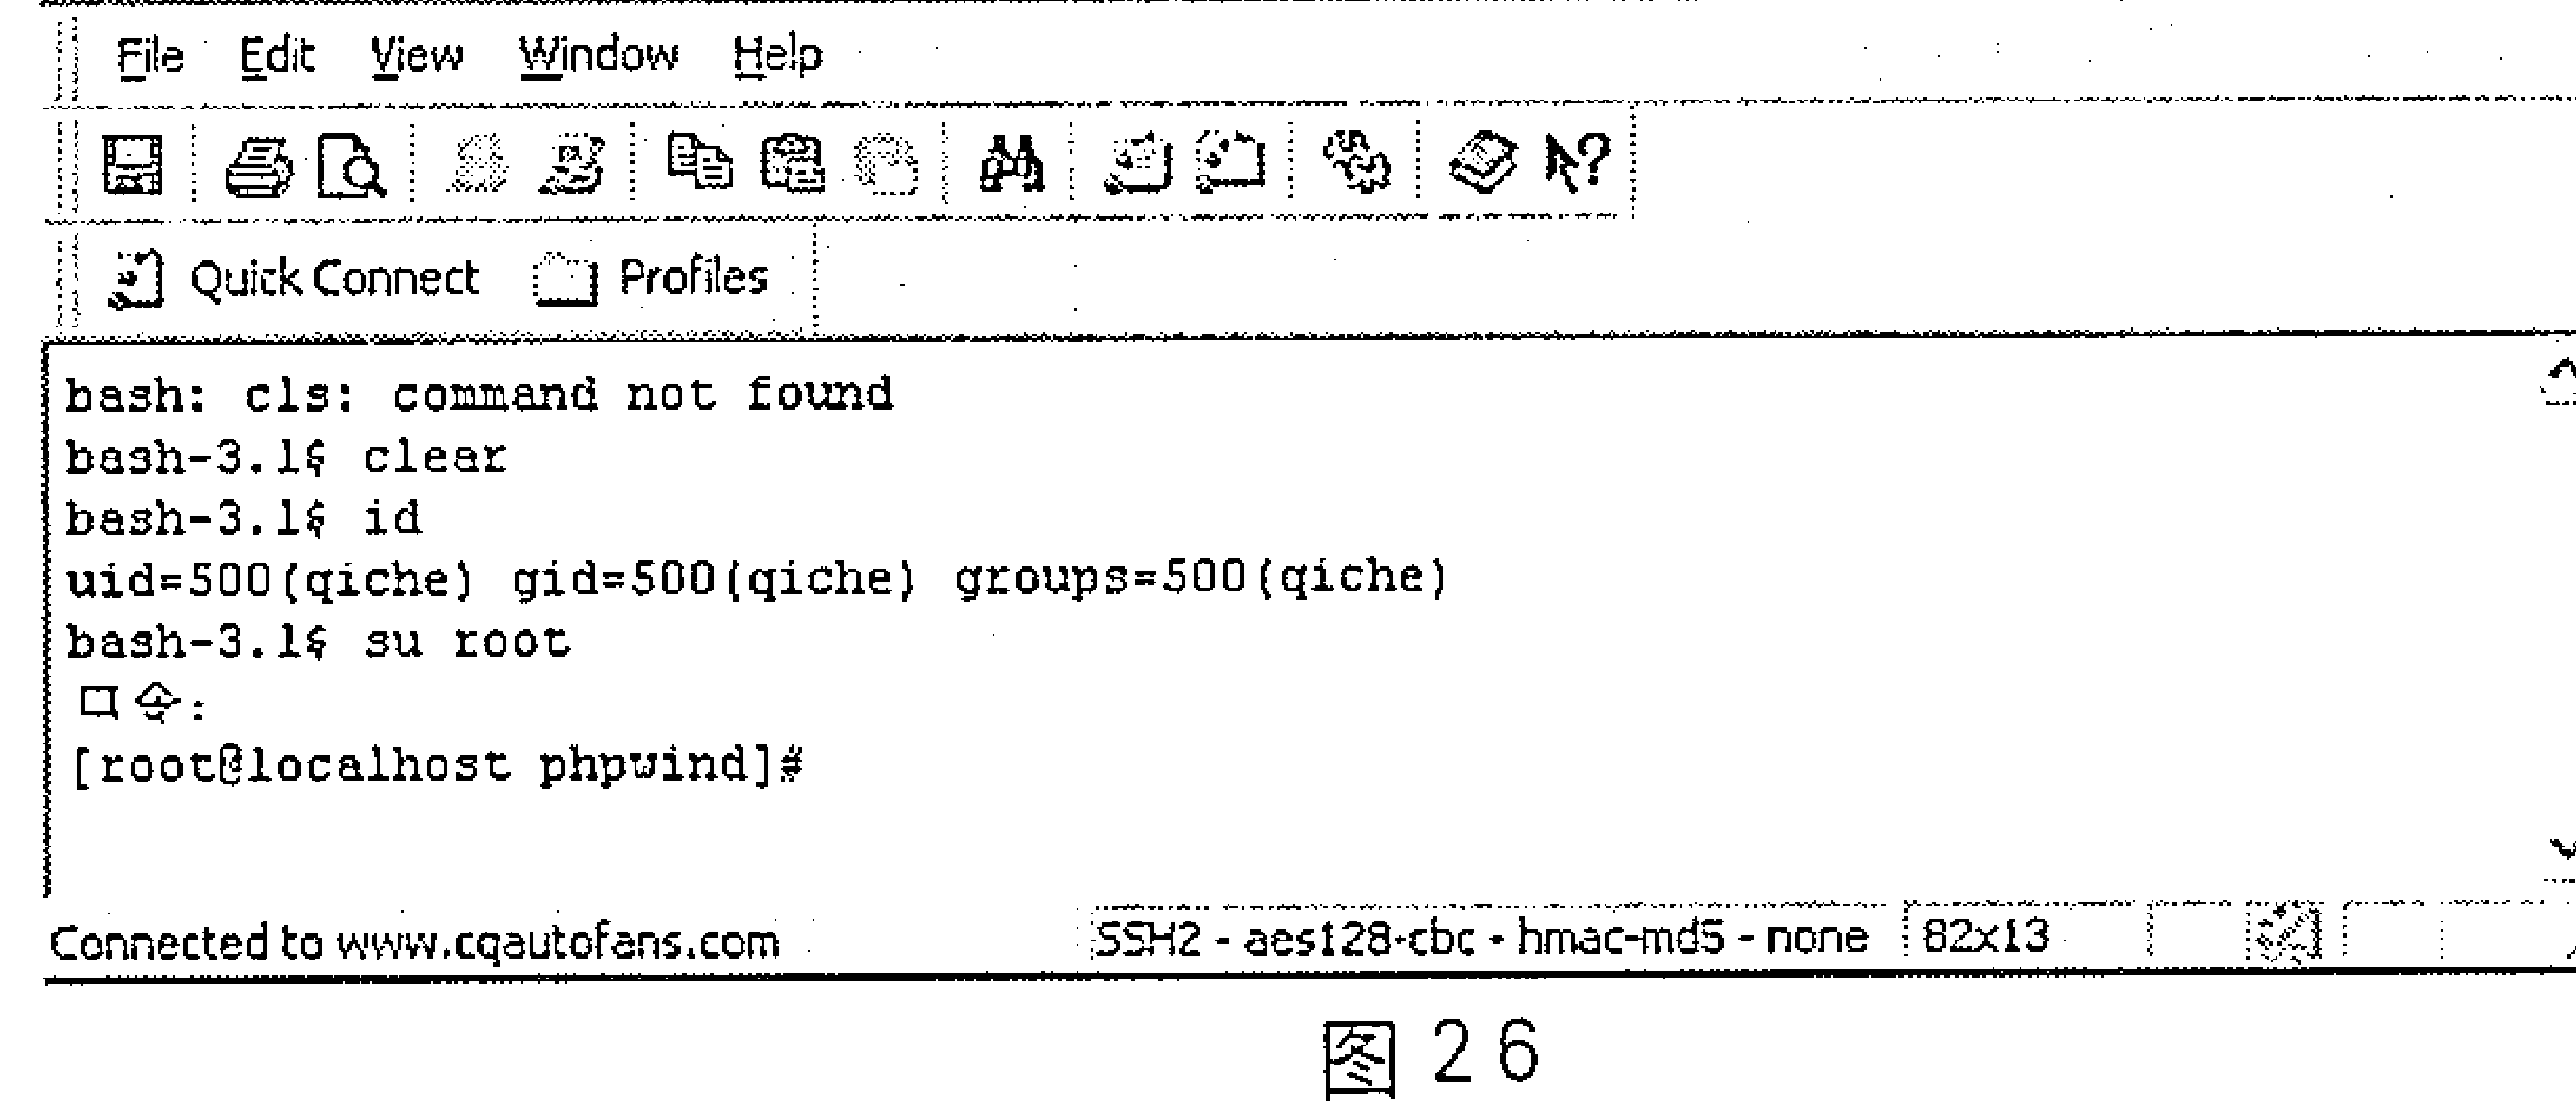 File Edit View Window Help
Quick Connect Profiles
bash: cls: command not found
bash-3.1$ clear
bash-3.1$ id
uid=500(qiche) gid=500(qiche) groups=500(qiche)
bash-3.1$ su root
口令:
[root@localhost phpwind]#
Connected to www.cqautofans.com SSH2 - aes128-cbc - hmac-md5 - none 82x13
图 26